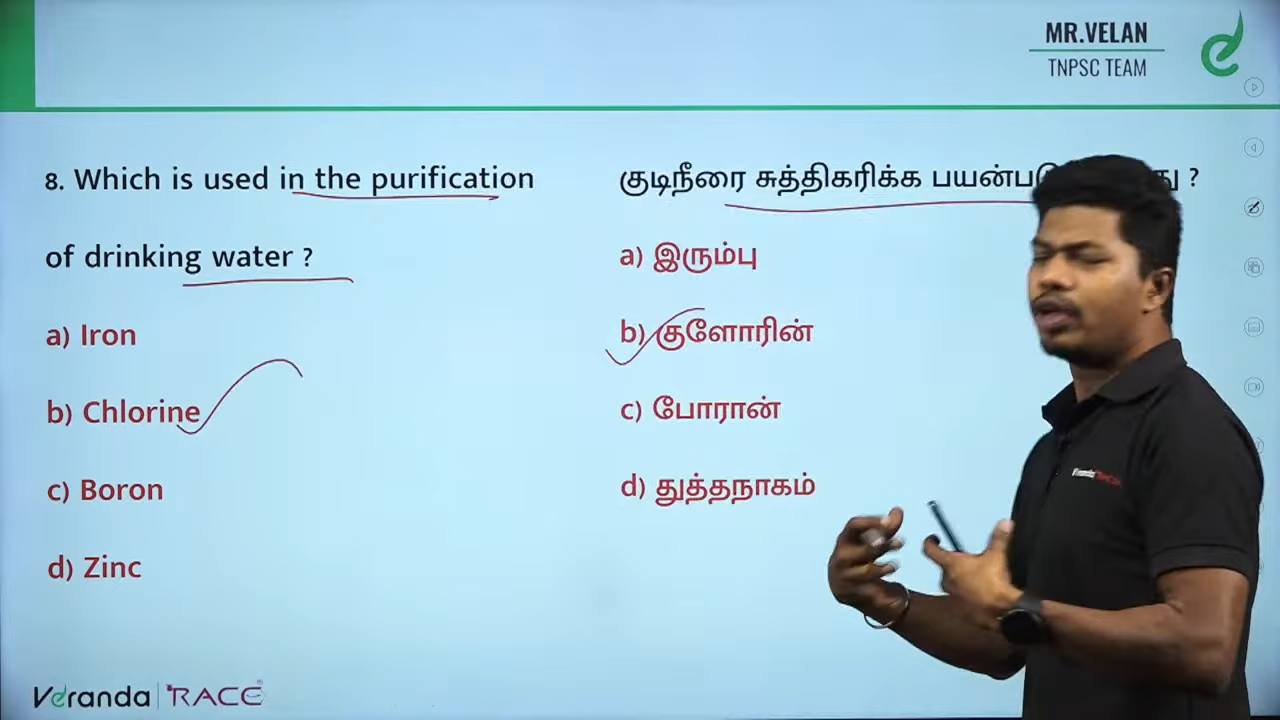 MR.VELAN
TNPSC TEAM
8. Which is used in the purification
of drinking water ?
a) Iron
b) Chlorine
c) Boron
d) Zinc
குடிநீரை சுத்திகரிக்க ?
a) இரும்பு
b) குளோரின்
c) போரான்
d) துத்தநாகம்
Veranda RACE